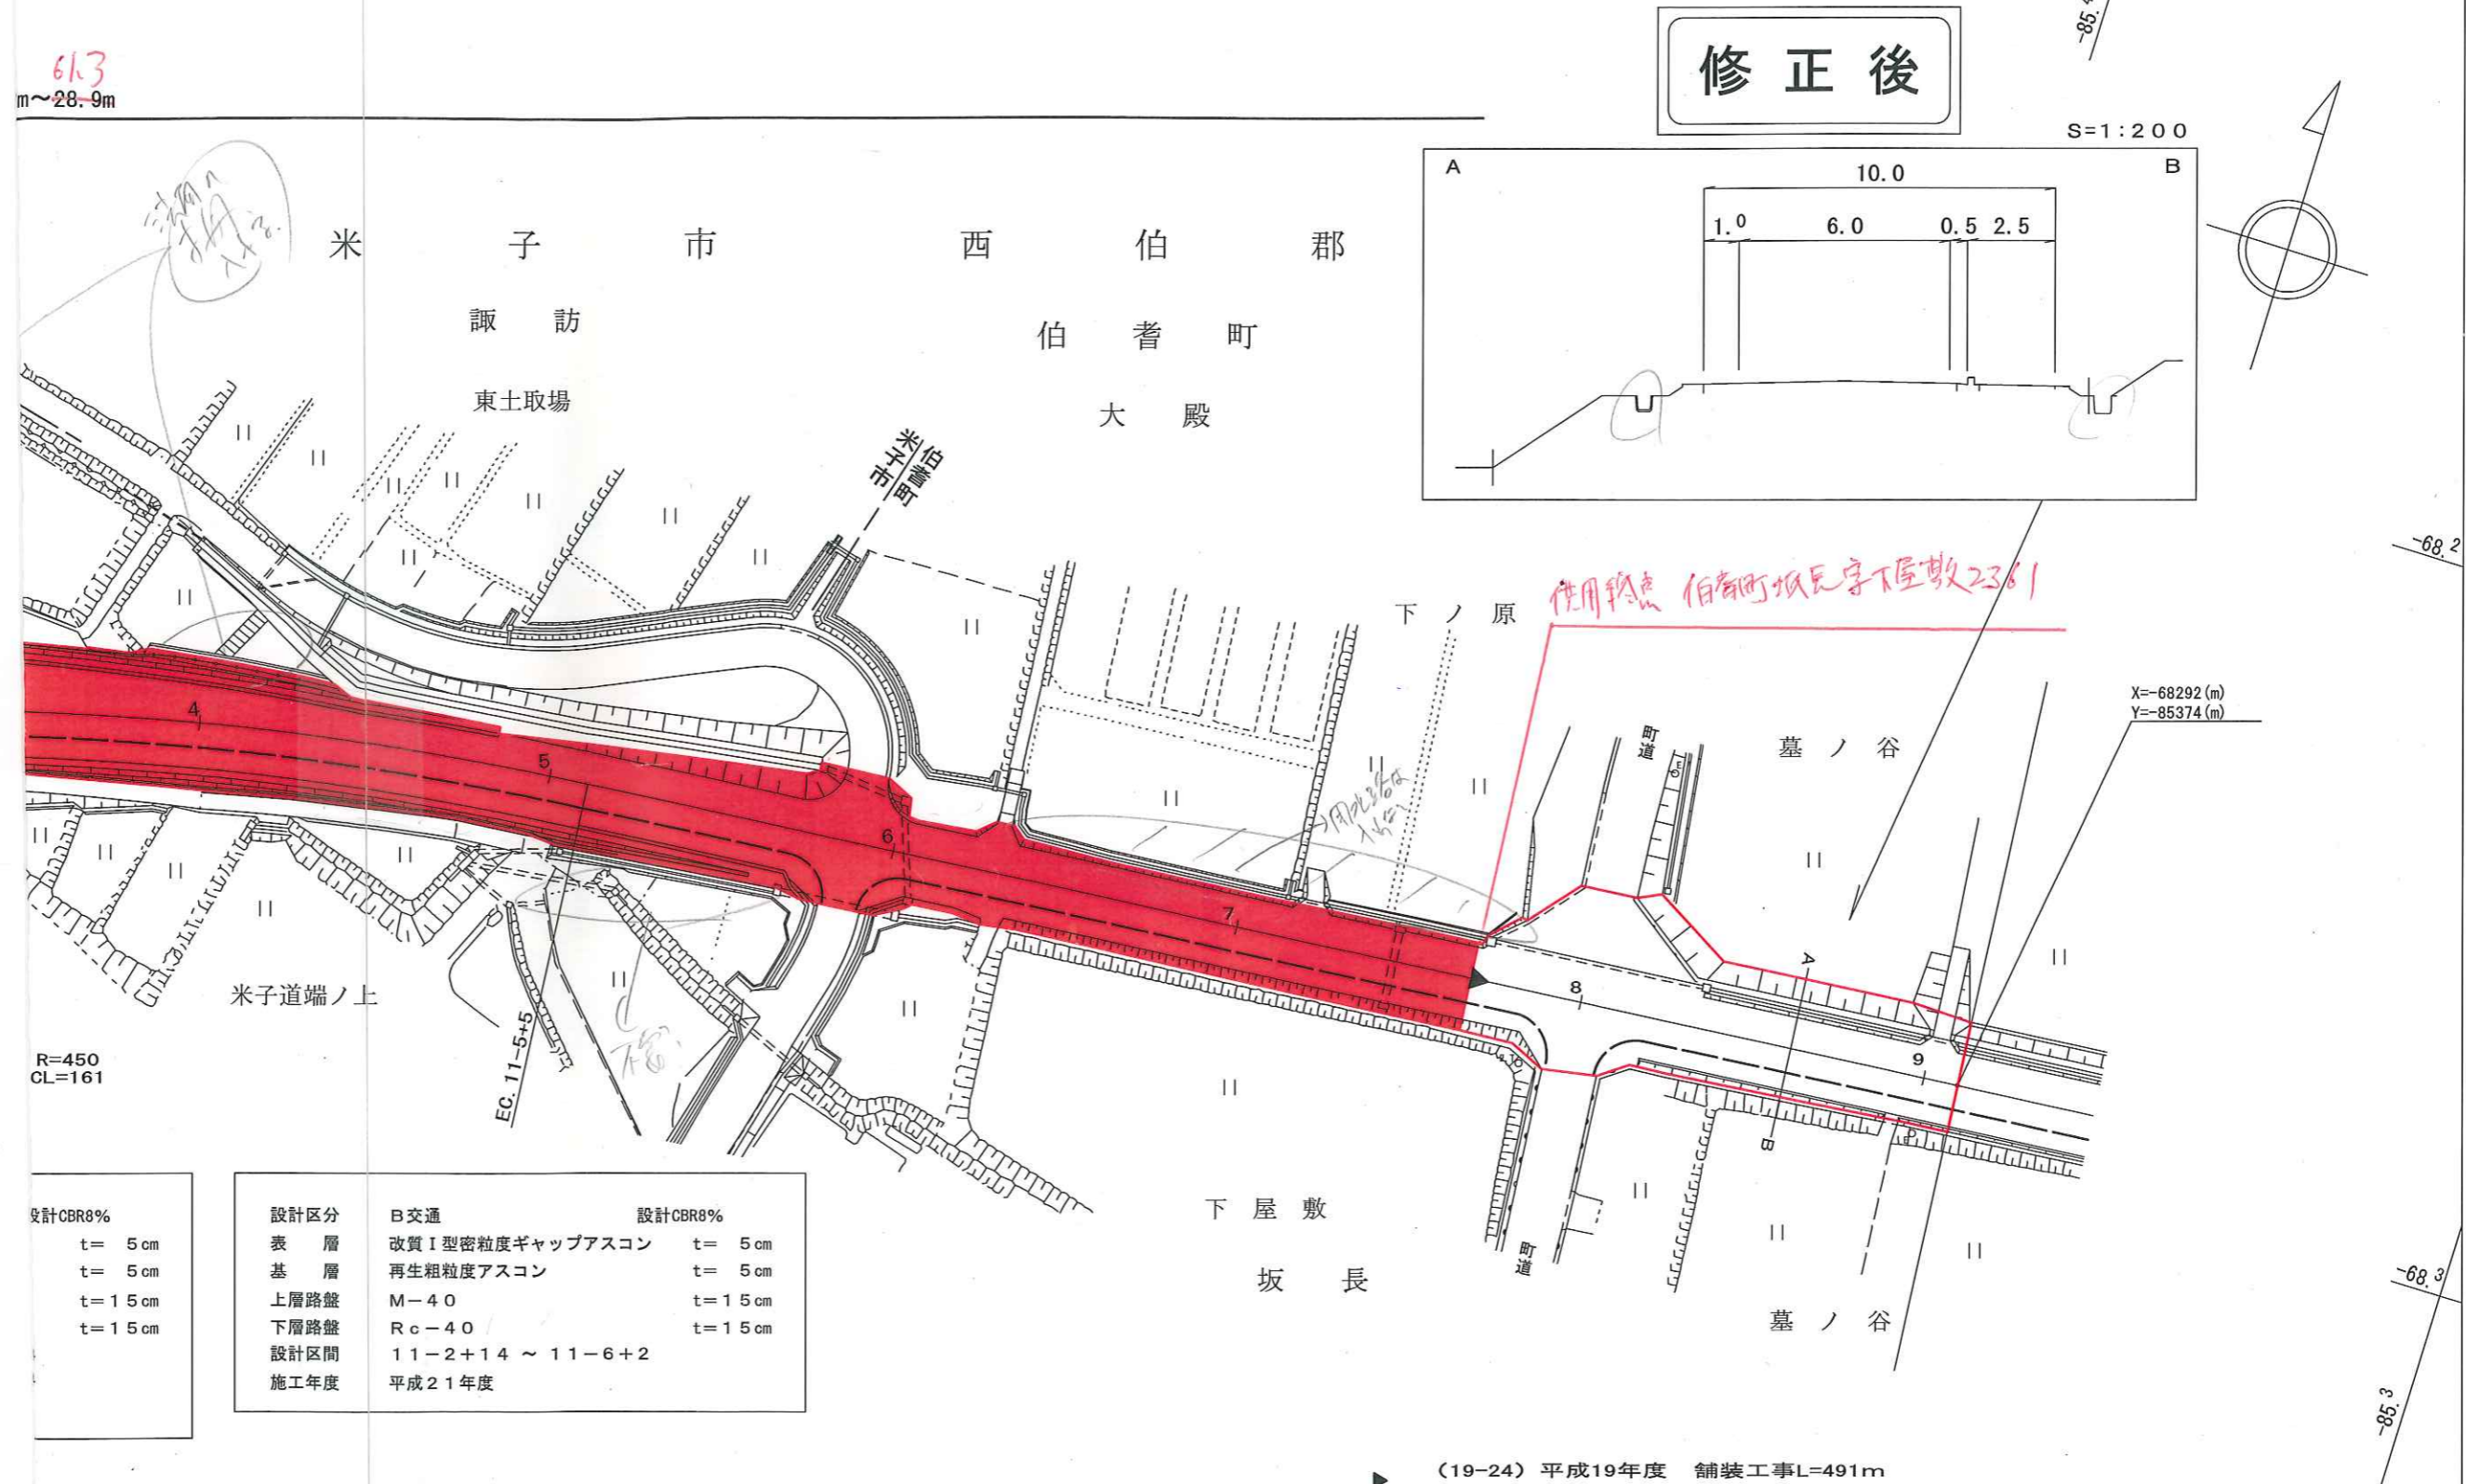 修正後
-85.4
61.3
m～28.9m
S=1:200
A
B
10.0
1.0
6.0
0.5
2.5
米子市
西伯郡
諏訪
伯耆町
東土取場
大殿
伯耆町
米子市
-68.2
下ノ原
供用終点 伯耆町坂長字下屋敷2361
X=-68292(m)
Y=-85374(m)
町道
墓ノ谷
4
5
6
7
8
9
A
B
米子道端ノ上
R=450
CL=161
EC. 11-5+5
下屋敷
坂長
町道
墓ノ谷
-68.3
-85.3
設計CBR8%
t= 5cm
t= 5cm
t=15cm
t=15cm
設計区分 B交通 設計CBR8%
表層 改質Ⅰ型密粒度ギャップアスコン t= 5cm
基層 再生粗粒度アスコン t= 5cm
上層路盤 M－40 t=15cm
下層路盤 Rc－40 t=15cm
設計区間 11－2+14 ～ 11－6+2
施工年度 平成21年度
(19-24) 平成19年度 舗装工事L=491m